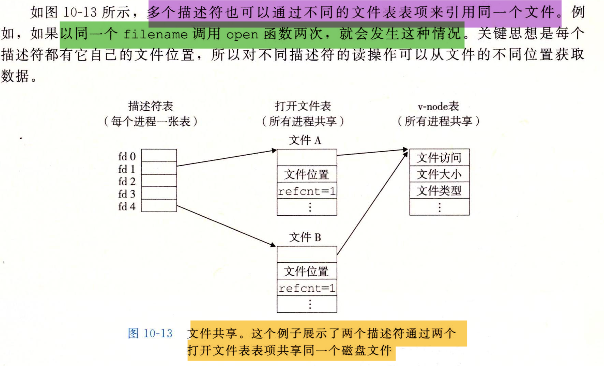 如图 10-13 所示，多个描述符也可以通过不同的文件表表项来引用同一个文件。例
如，如果以同一个 filename 调用 open 函数两次，就会发生这种情况。关键思想是每个
描述符都有它自己的文件位置，所以对不同描述符的读操作可以从文件的不同位置获取
数据。
描述符表 打开文件表 v-node表
（每个进程一张表） （所有进程共享） （所有进程共享）
文件 A
fd 0
fd 1
fd 2
fd 3
fd 4
文件位置
refcnt=1
⋮
文件访问
文件大小
文件类型
⋮
文件 B
文件位置
refcnt=1
⋮
图 10-13 文件共享。这个例子展示了两个描述符通过两个
打开文件表表项共享同一个磁盘文件